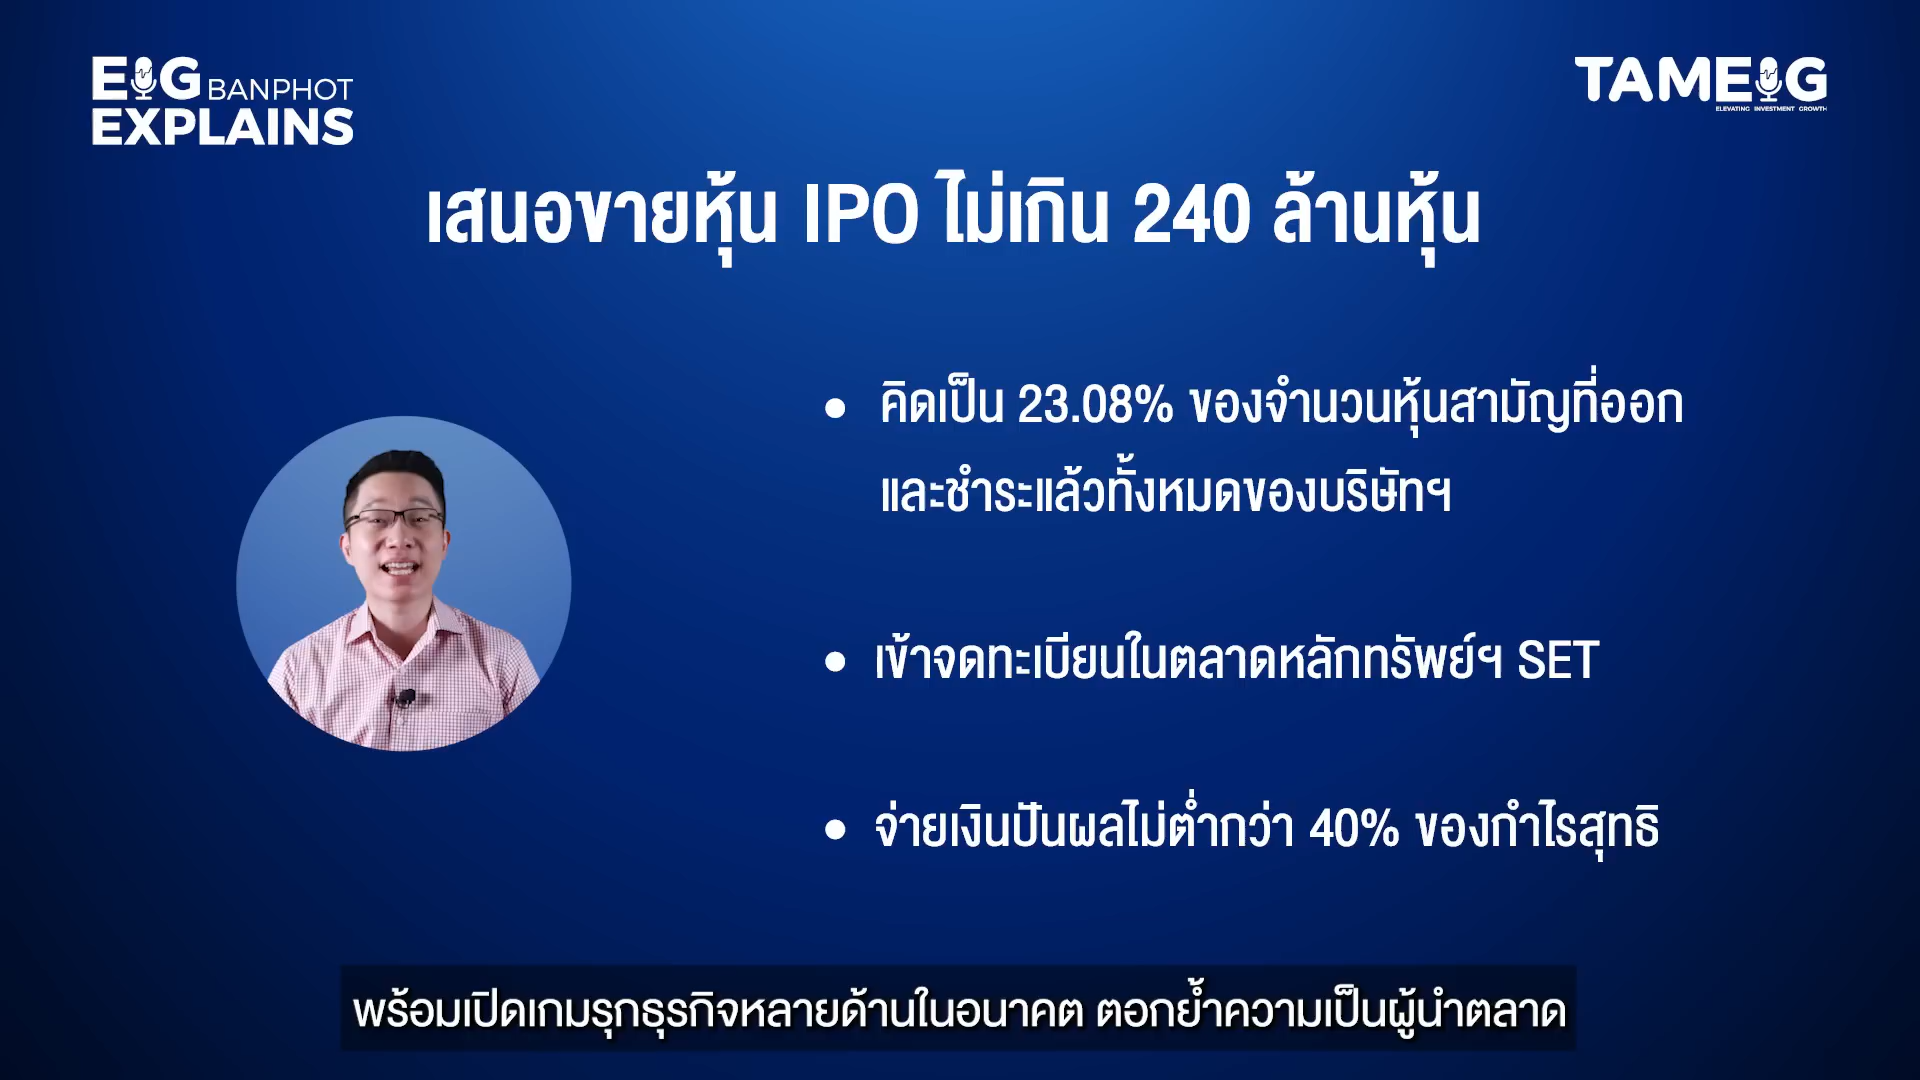 EIG BANPHOT
EXPLAINS
TAMEIG
ELEVATING INVESTMENT GROWTH
เสนอขายหุ้น IPO ไม่เกิน 240 ล้านหุ้น
• คิดเป็น 23.08% ของจำนวนหุ้นสามัญที่ออก
และชำระแล้วทั้งหมดของบริษัทฯ
• เข้าจดทะเบียนในตลาดหลักทรัพย์ฯ SET
• จ่ายเงินปันผลไม่ต่ำกว่า 40% ของกำไรสุทธิ
พร้อมเปิดเกมรุกธุรกิจหลายด้านในอนาคต ตอกย้ำความเป็นผู้นำตลาด